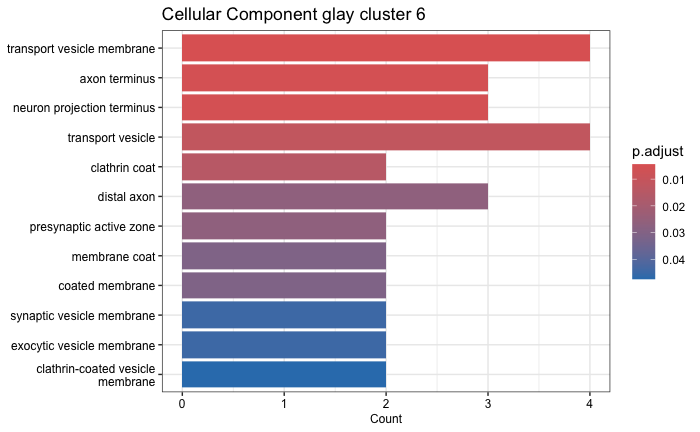 Cellular Component glay cluster 6
transport vesicle membrane
axon terminus
neuron projection terminus
transport vesicle
clathrin coat
distal axon
presynaptic active zone
membrane coat
coated membrane
synaptic vesicle membrane
exocytic vesicle membrane
clathrin-coated vesicle
membrane
0 1 2 3 4
Count
p.adjust
0.01
0.02
0.03
0.04